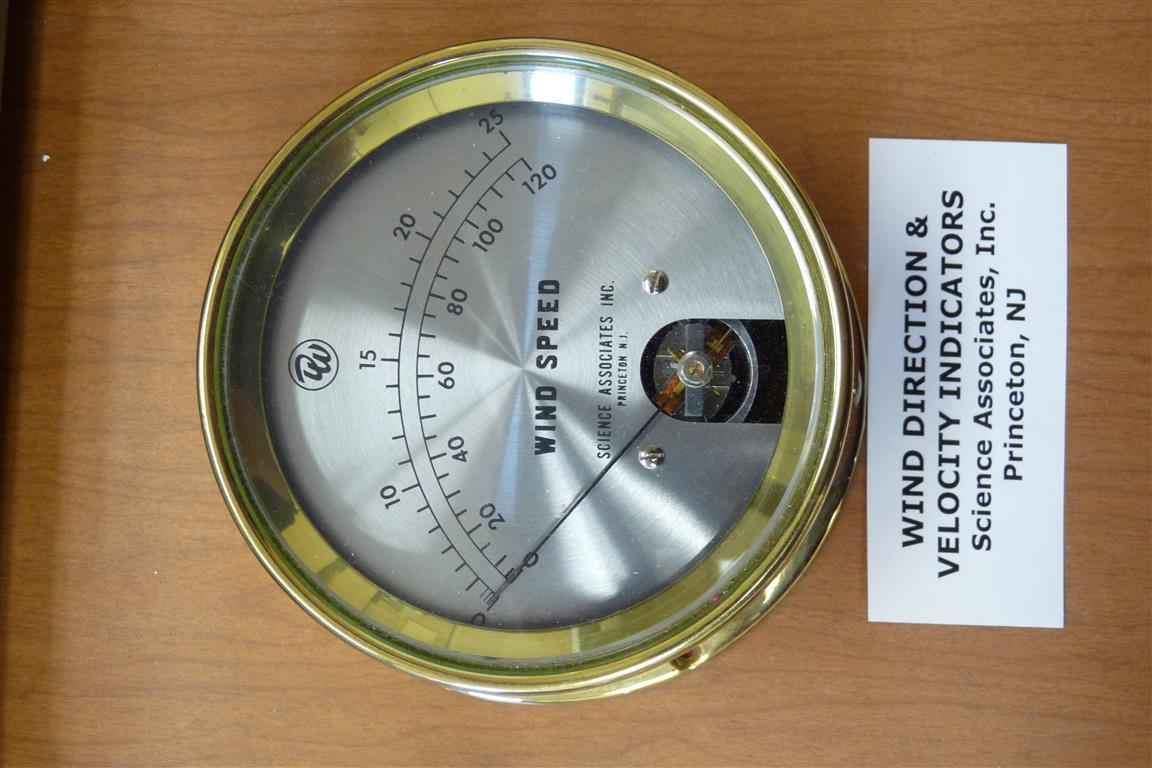 25
20
15
10
0
120
100
80
60
40
20
0
WIND SPEED
SCIENCE ASSOCIATES INC.
PRINCETON N.J.
WIND DIRECTION &
VELOCITY INDICATORS
Science Associates, Inc.
Princeton, NJ